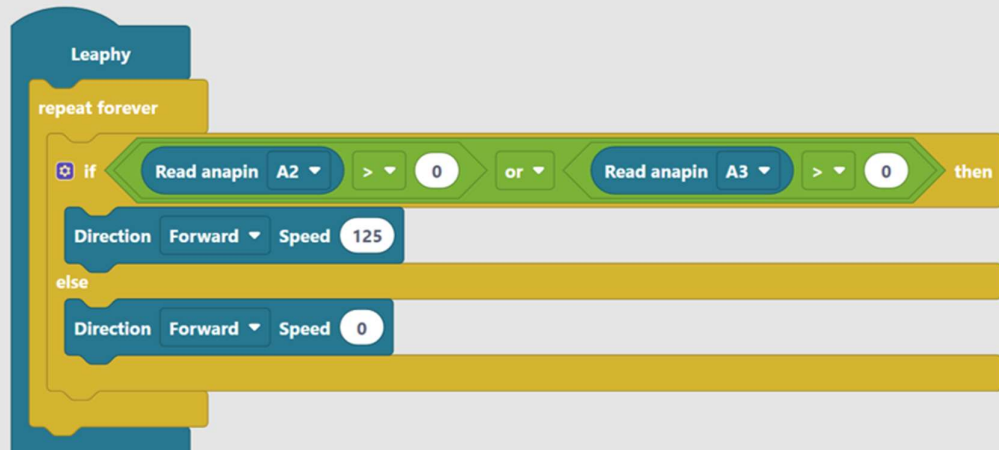 Leaphy
repeat forever
if Read anapin A2 > 0 or Read anapin A3 > 0 then
Direction Forward Speed 125
else
Direction Forward Speed 0